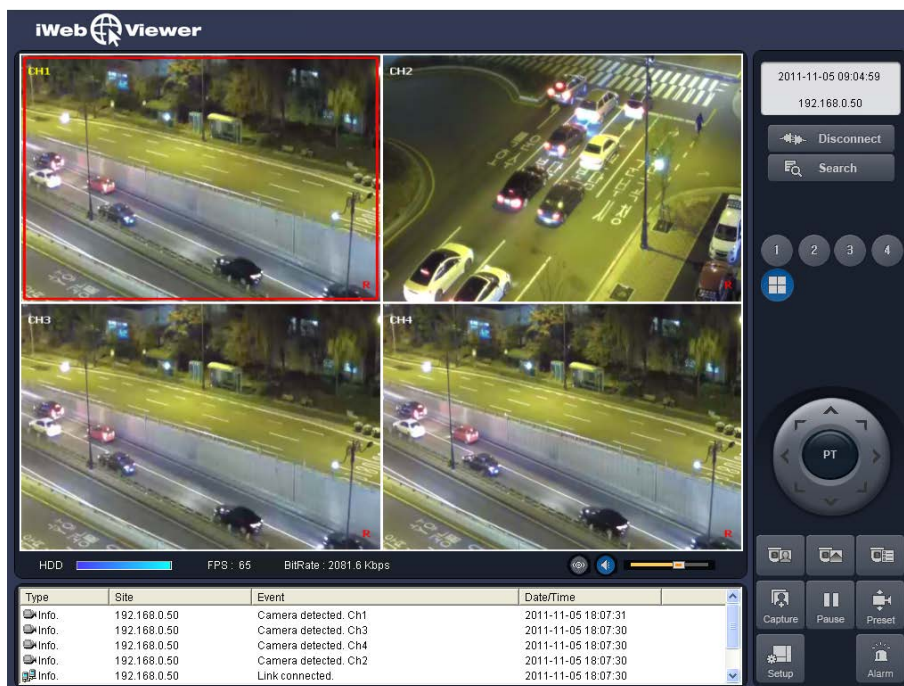 iWeb Viewer
CH1
R
CH2
CH3
R
CH4
R
HDD
FPS : 65
BitRate : 2081.6 Kbps
2011-11-05 09:04:59
192.168.0.50
Disconnect
Search
1 2 3 4
PT
Capture Pause Preset
Setup Alarm
Type Site Event Date/Time
Info. 192.168.0.50 Camera detected. Ch1 2011-11-05 18:07:31
Info. 192.168.0.50 Camera detected. Ch3 2011-11-05 18:07:30
Info. 192.168.0.50 Camera detected. Ch4 2011-11-05 18:07:30
Info. 192.168.0.50 Camera detected. Ch2 2011-11-05 18:07:30
Info. 192.168.0.50 Link connected. 2011-11-05 18:07:30